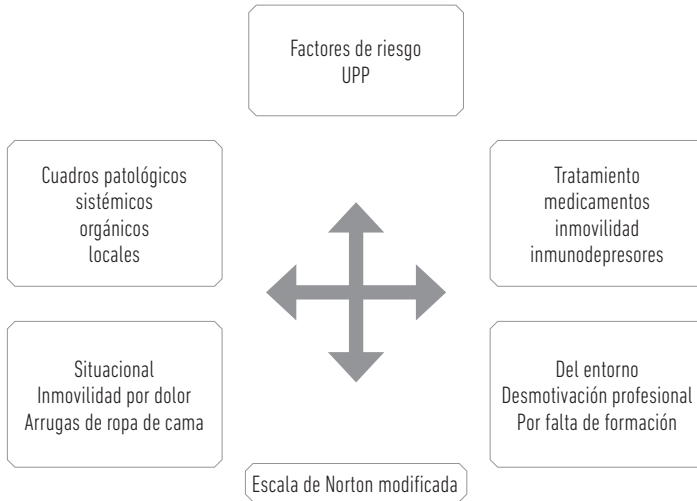 Factores de riesgo
UPP
Cuadros patológicos
sistémicos
orgánicos
locales
Tratamiento
medicamentos
inmovilidad
inmunodepresores
Situacional
Inmovilidad por dolor
Arrugas de ropa de cama
Del entorno
Desmotivación profesional
Por falta de formación
Escala de Norton modificada